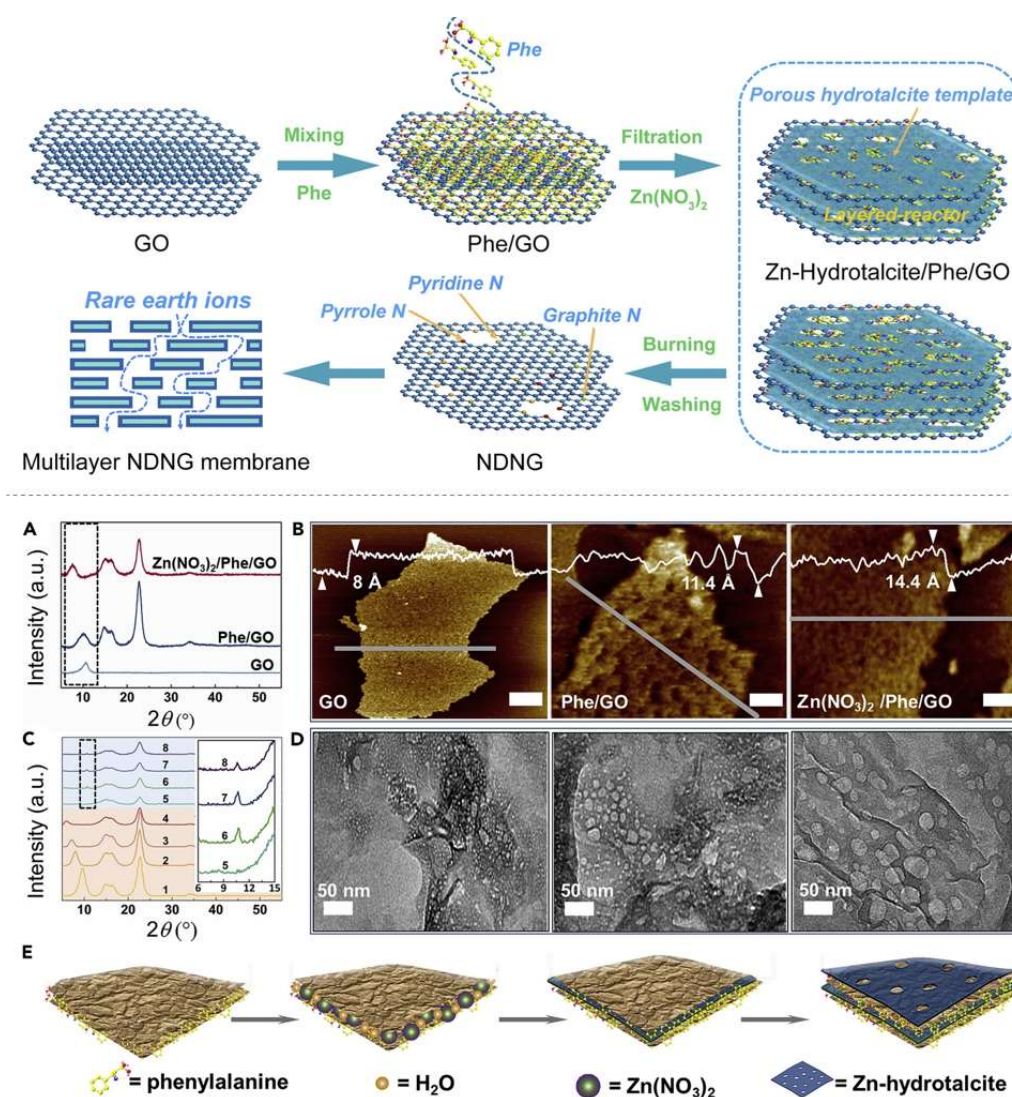 Phe
Mixing
Phe
Filtration
Zn(NO₃)₂
Porous hydrotalcite template
Layered-reactor
GO
Phe/GO
Zn-Hydrotalcite/Phe/GO
Rare earth ions
Pyridine N
Pyrrole N
Graphite N
Burning
Washing
Multilayer NDNG membrane
NDNG
A
Intensity (a.u.)
Zn(NO₃)₂/Phe/GO
Phe/GO
GO
10 20 30 40 50
2θ (°)
B
8 Å
GO
11.4 Å
Phe/GO
14.4 Å
Zn(NO₃)₂ /Phe/GO
C
Intensity (a.u.)
8
7
6
5
4
3
2
1
10 20 30 40 50
2θ (°)
8
7
6
5
6 9 12 15
D
50 nm
50 nm
50 nm
E
= phenylalanine
= H₂O
= Zn(NO₃)₂
= Zn-hydrotalcite